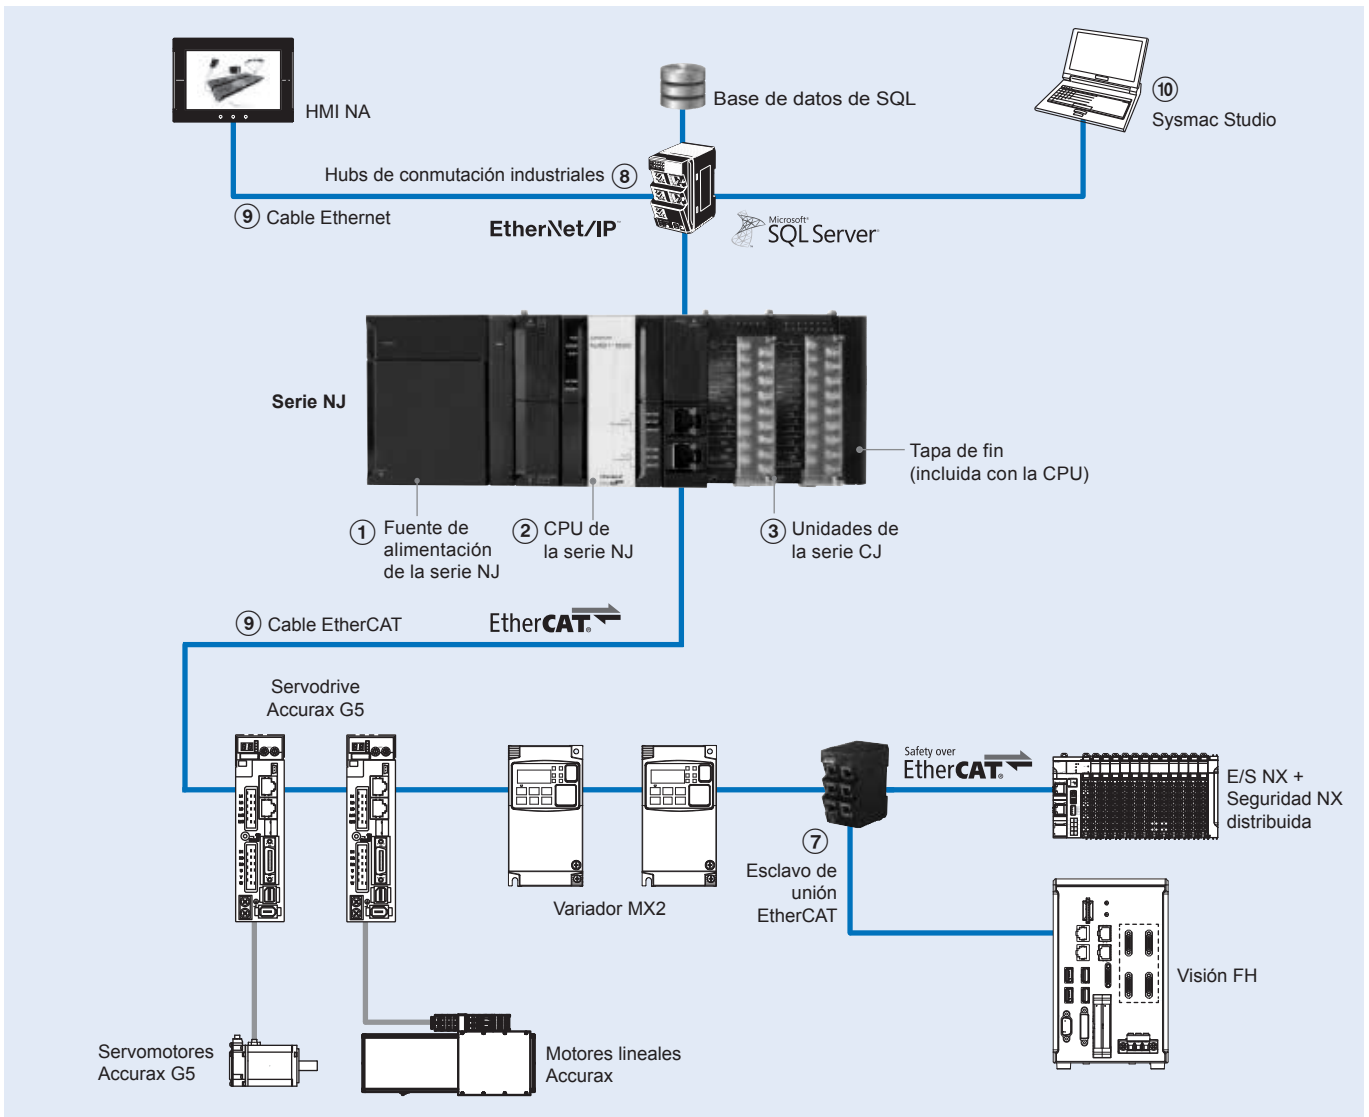 HMI NA
Base de datos de SQL
10
Sysmac Studio
Hubs de conmutación industriales 8
9 Cable Ethernet
EtherNet/IP™
Microsoft®
SQL Server®
Serie NJ
Tapa de fin
(incluida con la CPU)
1 Fuente de
alimentación
de la serie NJ
2 CPU de
la serie NJ
3 Unidades de
la serie CJ
9 Cable EtherCAT
EtherCAT®
Servodrive
Accurax G5
Safety over
EtherCAT®
E/S NX +
Seguridad NX
distribuida
7
Esclavo de
unión
EtherCAT
Variador MX2
Visión FH
Servomotores
Accurax G5
Motores lineales
Accurax